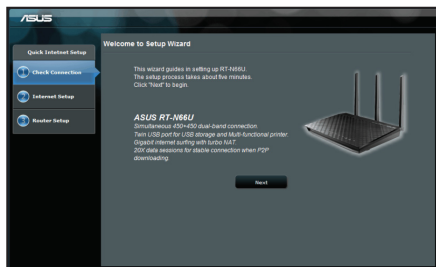 ASUS
Quick Internet Setup
Welcome to Setup Wizard
1 Check Connection
2 Internet Setup
3 Router Setup
This wizard guides in setting up RT-N66U.
The setup process takes about five minutes.
Click "Next" to begin.
ASUS RT-N66U
Simultaneous 450+450 dual-band connection.
Twin USB port for USB storage and Multi-functional printer.
Gigabit internet surfing with turbo NAT.
20X data sessions for stable connection when P2P
downloading.
Next